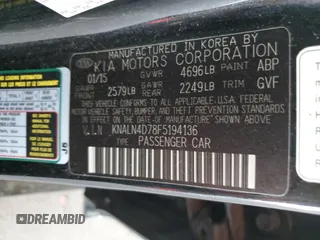 MANUFACTURED IN KOREA BY
KIA MOTORS CORPORATION
01/15 GVWR 4696LB PAINT ABP
GAWR FRONT 2579LB GAWR REAR 2249LB TRIM GVF
THIS VEHICLE CONFORMS TO ALL APPLICABLE U.S.A. FEDERAL
MOTOR VEHICLE SAFETY, BUMPER, AND THEFT
PREVENTION STANDARDS IN EFFECT ON THE DATE OF
MANUFACTURE SHOWN ABOVE.
V.I.N KNALN4D78F5194136
TYPE: PASSENGER CAR
DREAMBID
DREAMBID